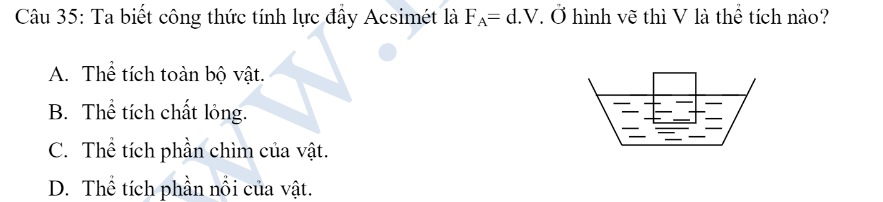 Câu 35: Ta biết công thức tính lực đẩy Acsimét là FA= d.V. Ở hình vẽ thì V là thể tích nào?
A. Thể tích toàn bộ vật.
B. Thể tích chất lỏng.
C. Thể tích phần chìm của vật.
D. Thể tích phần nổi của vật.